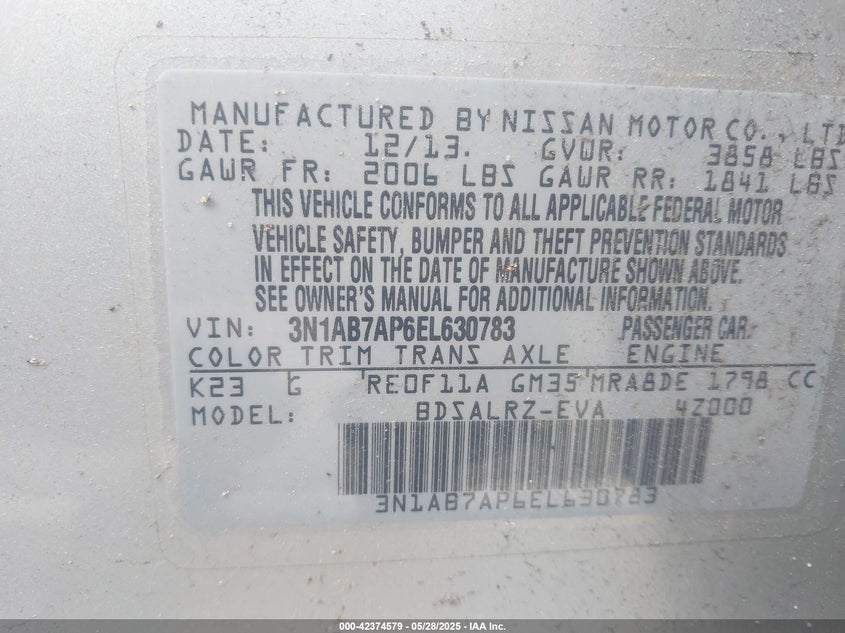 MANUFACTURED BY NISSAN MOTOR CO., LTD
DATE: 12/13. GVWR: 3858 LBS
GAWR FR: 2006 LBS GAWR RR: 1841 LBS
THIS VEHICLE CONFORMS TO ALL APPLICABLE FEDERAL MOTOR
VEHICLE SAFETY, BUMPER AND THEFT PREVENTION STANDARDS
IN EFFECT ON THE DATE OF MANUFACTURE SHOWN ABOVE.
SEE OWNER'S MANUAL FOR ADDITIONAL INFORMATION.
VIN: 3N1AB7AP6EL630783 PASSENGER CAR
COLOR TRIM TRANS AXLE ENGINE
K23 G RE0F11A GM35 MRA8DE 1798 CC
MODEL: BDSALRZ-EVA 4Z000
3N1AB7AP6EL630783
000-42374579 — 05/28/2025 — IAA Inc.